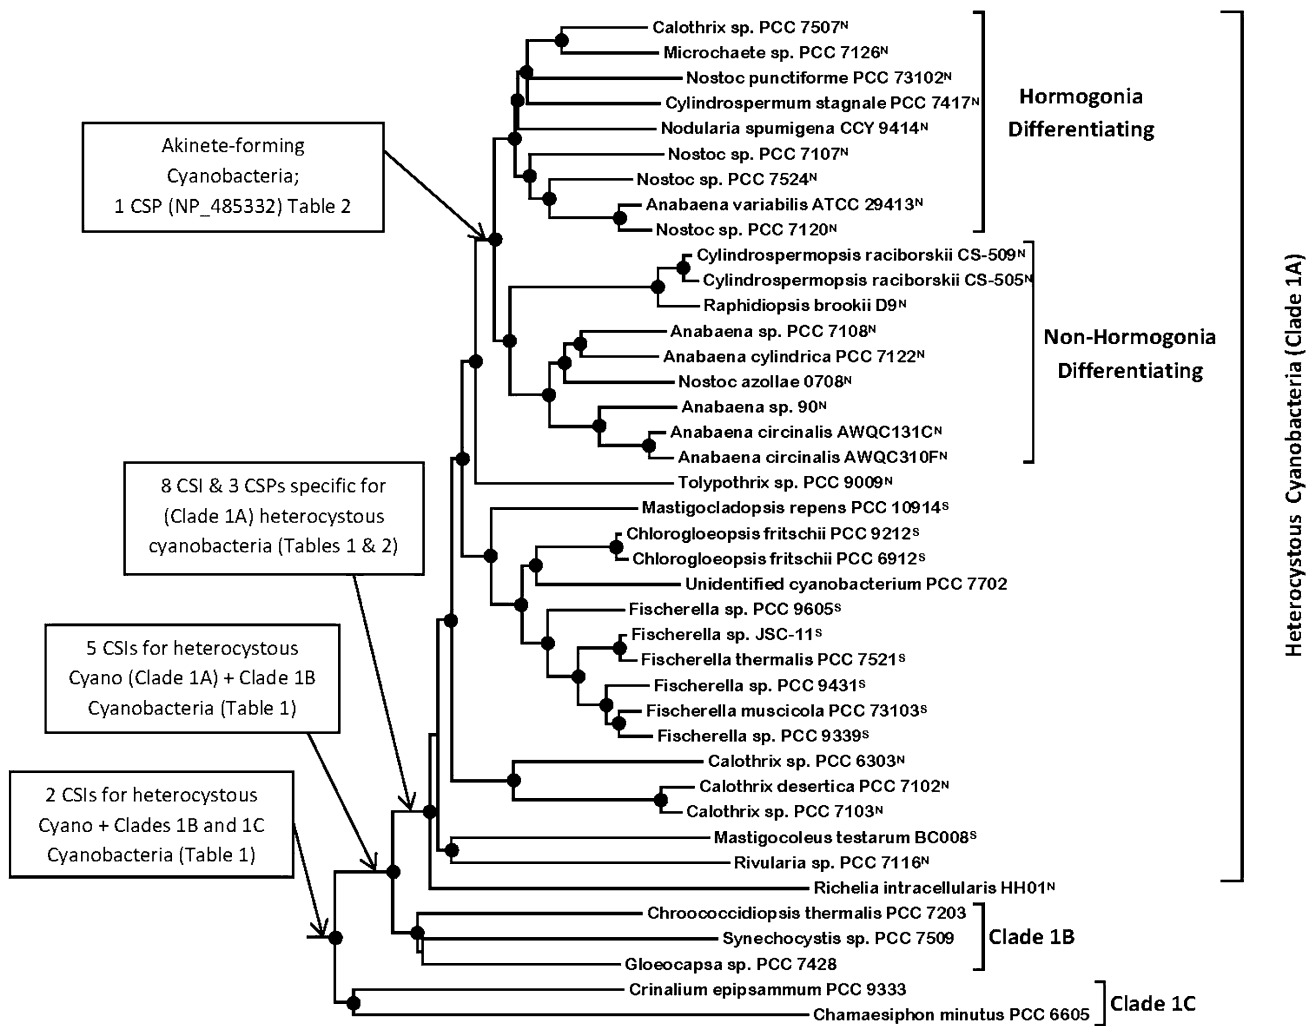 Calothrix sp. PCC 7507ᴺ
Microchaete sp. PCC 7126ᴺ
Nostoc punctiforme PCC 73102ᴺ
Cylindrospermum stagnale PCC 7417ᴺ
Nodularia spumigena CCY 9414ᴺ
Nostoc sp. PCC 7107ᴺ
Nostoc sp. PCC 7524ᴺ
Anabaena variabilis ATCC 29413ᴺ
Nostoc sp. PCC 7120ᴺ
Hormogonia
Differentiating
Akinete-forming
Cyanobacteria;
1 CSP (NP_485332) Table 2
Cylindrospermopsis raciborskii CS-509ᴺ
Cylindrospermopsis raciborskii CS-505ᴺ
Raphidiopsis brookii D9ᴺ
Anabaena sp. PCC 7108ᴺ
Anabaena cylindrica PCC 7122ᴺ
Nostoc azollae 0708ᴺ
Anabaena sp. 90ᴺ
Anabaena circinalis AWQC131Cᴺ
Anabaena circinalis AWQC310Fᴺ
Non-Hormogonia
Differentiating
Tolypothrix sp. PCC 9009ᴺ
Mastigocladopsis repens PCC 10914ˢ
Chlorogloeopsis fritschii PCC 9212ˢ
Chlorogloeopsis fritschii PCC 6912ˢ
Unidentified cyanobacterium PCC 7702
Fischerella sp. PCC 9605ˢ
Fischerella sp. JSC-11ˢ
Fischerella thermalis PCC 7521ˢ
Fischerella sp. PCC 9431ˢ
Fischerella muscicola PCC 73103ˢ
Fischerella sp. PCC 9339ˢ
Calothrix sp. PCC 6303ᴺ
Calothrix desertica PCC 7102ᴺ
Calothrix sp. PCC 7103ᴺ
Mastigocoleus testarum BC008ˢ
Rivularia sp. PCC 7116ᴺ
Richelia intracellularis HH01ᴺ
Heterocystous Cyanobacteria (Clade 1A)
8 CSI & 3 CSPs specific for
(Clade 1A) heterocystous
cyanobacteria (Tables 1 & 2)
5 CSIs for heterocystous
Cyano (Clade 1A) + Clade 1B
Cyanobacteria (Table 1)
2 CSIs for heterocystous
Cyano + Clades 1B and 1C
Cyanobacteria (Table 1)
Chroococcidiopsis thermalis PCC 7203
Synechocystis sp. PCC 7509
Gloeocapsa sp. PCC 7428
Clade 1B
Crinalium epipsammum PCC 9333
Chamaesiphon minutus PCC 6605
Clade 1C